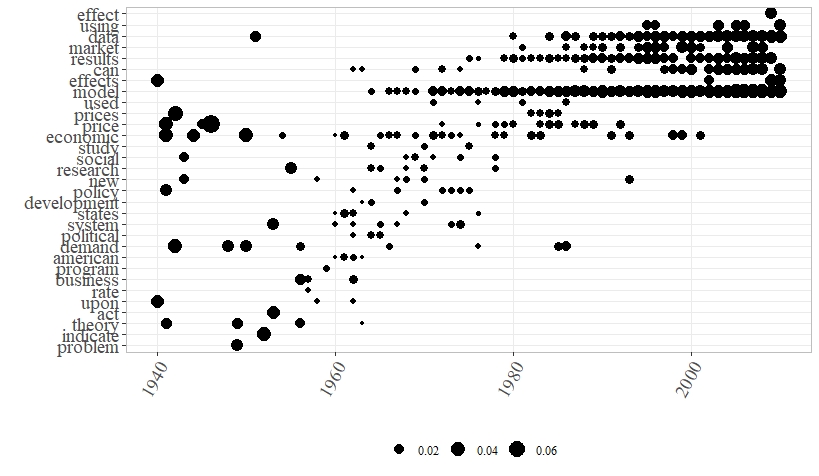 effect
using
data
market
results
can
effects
model
used
prices
price
economic
study
social
research
new
policy
development
states
system
political
demand
american
program
business
rate
upon
act
theory
indicate
problem
1940 1960 1980 2000
0.02 0.04 0.06